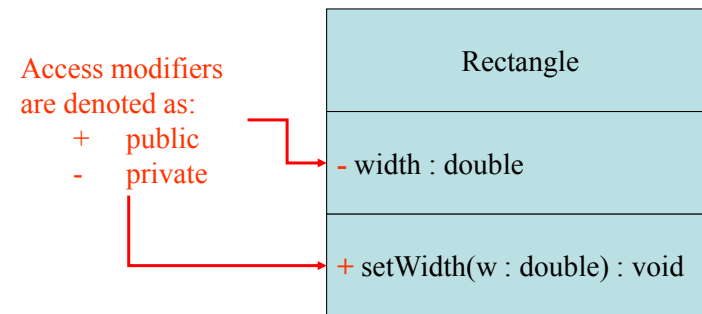 Access modifiers
are denoted as:
+ public
- private
Rectangle
- width : double
+ setWidth(w : double) : void